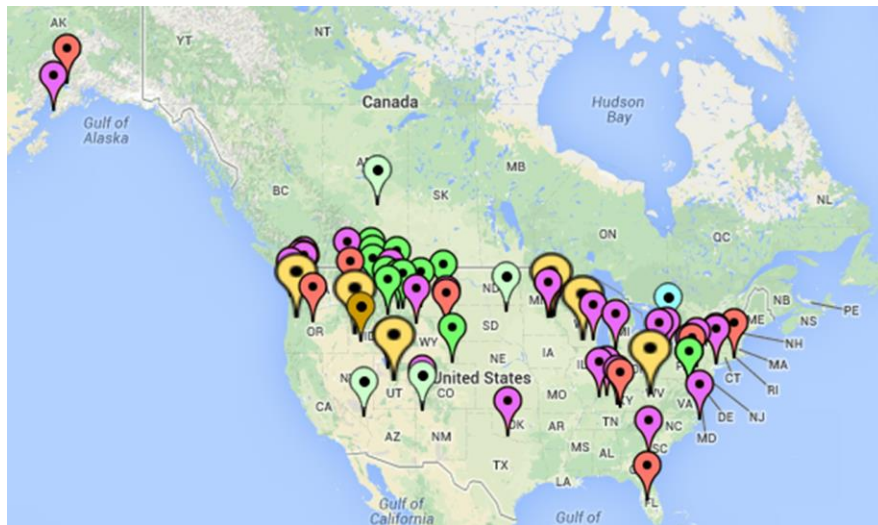 AK
YT
NT
Canada
Gulf of
Alaska
Hudson
Bay
BC
SK
MB
ON
QC
NL
NB
PE
NS
ME
NH
MA
RI
CT
NJ
DE
MD
OR
ND
SD
WY
NE
IA
United States
CA
UT
CO
MO
WV
VA
AZ
NM
OK
AR
TN
NC
SC
MS
AL
TX
LA
FL
Gulf of
California
Gulf of